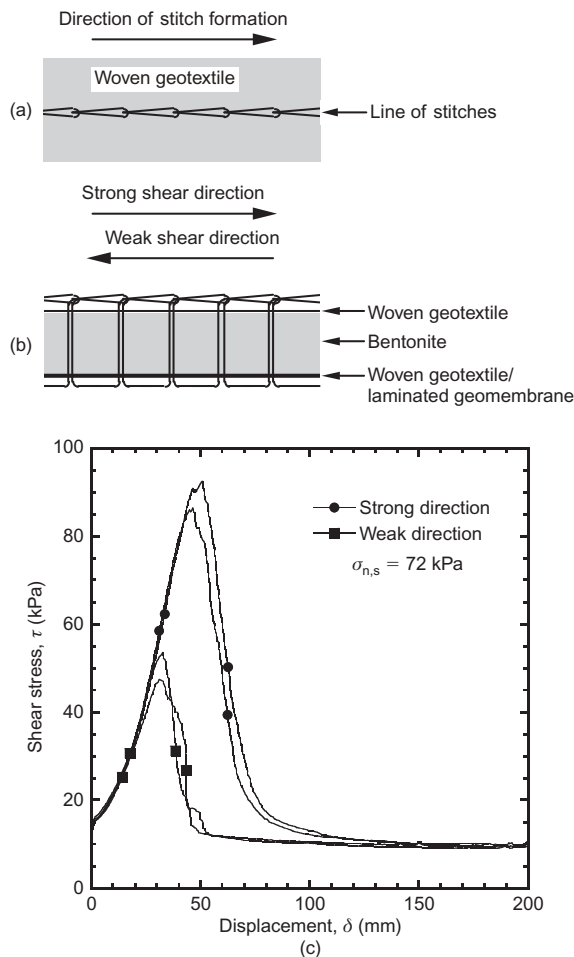 Direction of stitch formation
Woven geotextile
(a)
Line of stitches
Strong shear direction
Weak shear direction
Woven geotextile
(b)
Bentonite
Woven geotextile/
laminated geomembrane
100
80
60
40
20
0
Shear stress, τ (kPa)
Strong direction
Weak direction
σn,s = 72 kPa
0
50
100
150
200
Displacement, δ (mm)
(c)